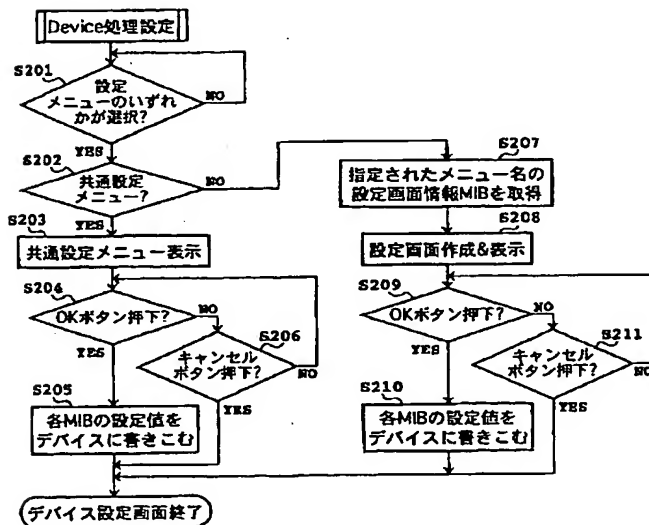 Device処理設定
S201
設定
メニューのいずれ
かが選択?
NO
YES
S202
共通設定
メニュー?
NO
YES
S203
共通設定メニュー表示
S204
OKボタン押下?
NO
YES
S206
キャンセル
ボタン押下?
NO
YES
S205
各MIBの設定値を
デバイスに書きこむ
S207
指定されたメニュー名の
設定画面情報MIBを取得
S208
設定画面作成&表示
S209
OKボタン押下?
NO
YES
S211
キャンセル
ボタン押下?
NO
YES
S210
各MIBの設定値を
デバイスに書きこむ
デバイス設定画面終了